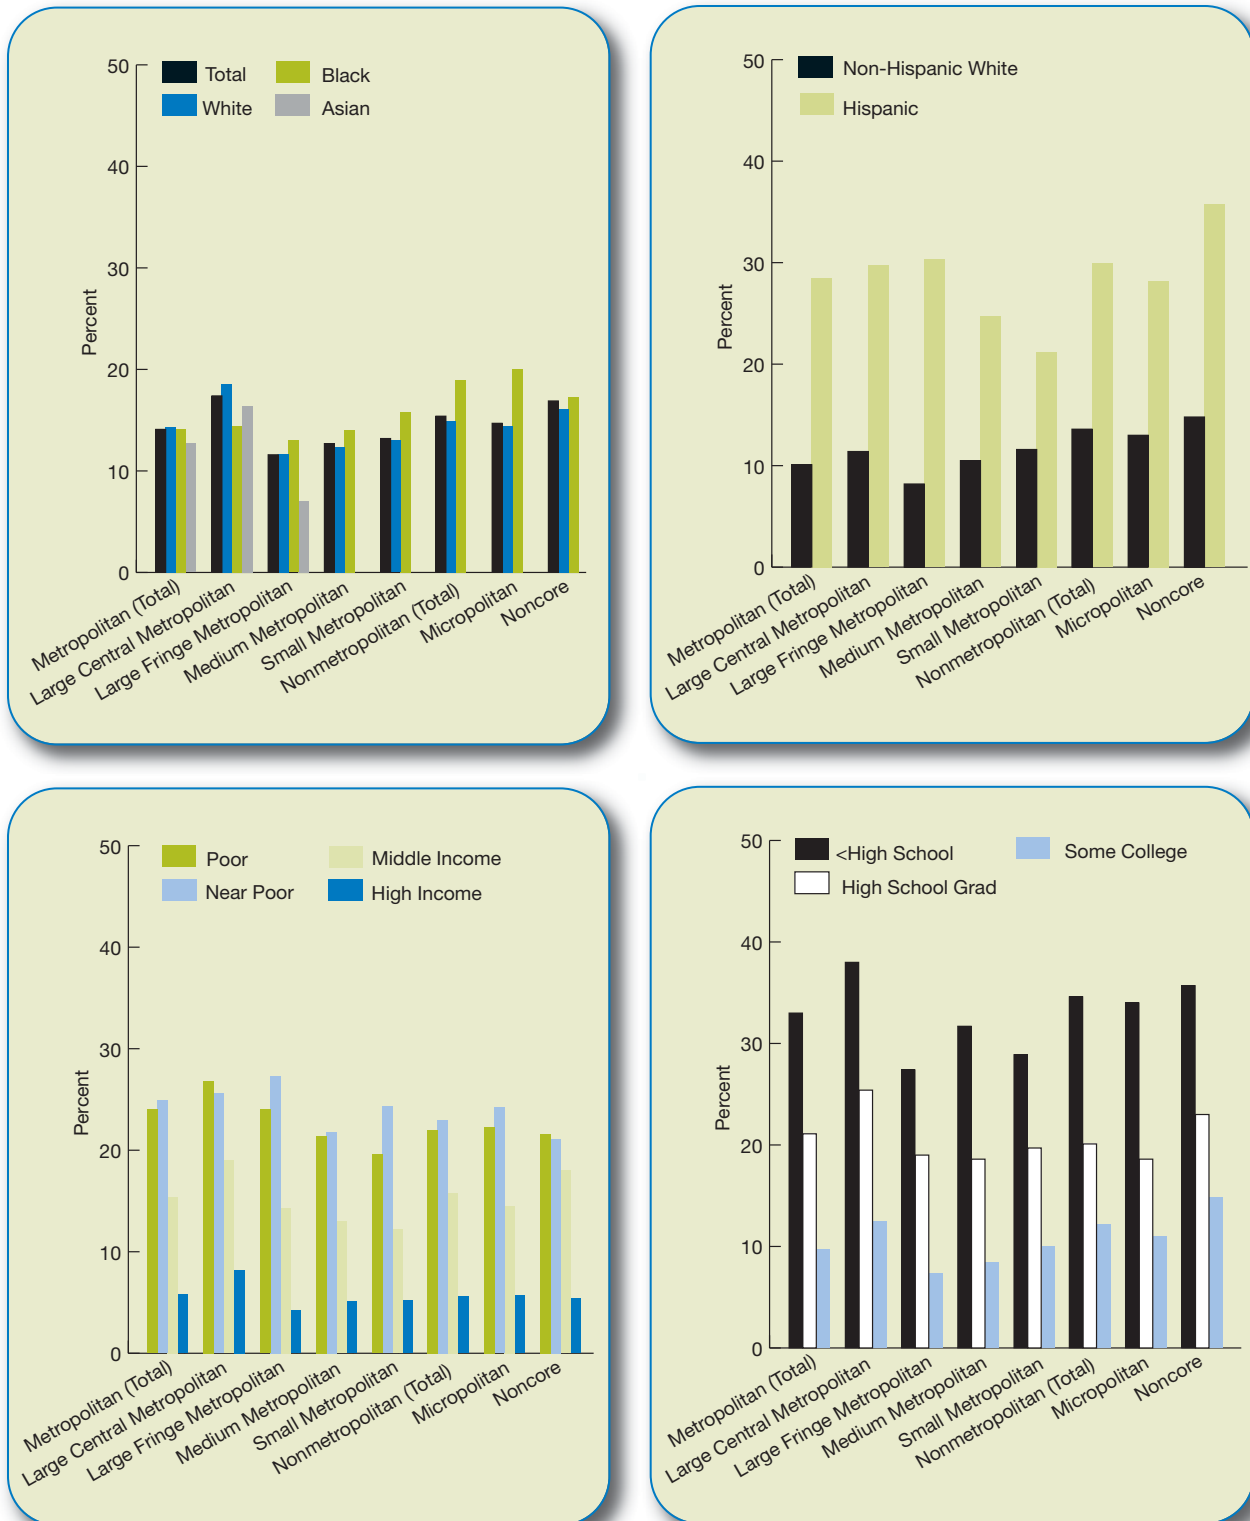 50
40
30
20
10
0
Percent
Total
Black
White
Asian
Metropolitan (Total)
Large Central Metropolitan
Large Fringe Metropolitan
Medium Metropolitan
Small Metropolitan
Nonmetropolitan (Total)
Micropolitan
Noncore
50
40
30
20
10
0
Percent
Non-Hispanic White
Hispanic
Metropolitan (Total)
Large Central Metropolitan
Large Fringe Metropolitan
Medium Metropolitan
Small Metropolitan
Nonmetropolitan (Total)
Micropolitan
Noncore
50
40
30
20
10
0
Percent
Poor
Middle Income
Near Poor
High Income
Metropolitan (Total)
Large Central Metropolitan
Large Fringe Metropolitan
Medium Metropolitan
Small Metropolitan
Nonmetropolitan (Total)
Micropolitan
Noncore
50
40
30
20
10
0
Percent
<High School
Some College
High School Grad
Metropolitan (Total)
Large Central Metropolitan
Large Fringe Metropolitan
Medium Metropolitan
Small Metropolitan
Nonmetropolitan (Total)
Micropolitan
Noncore